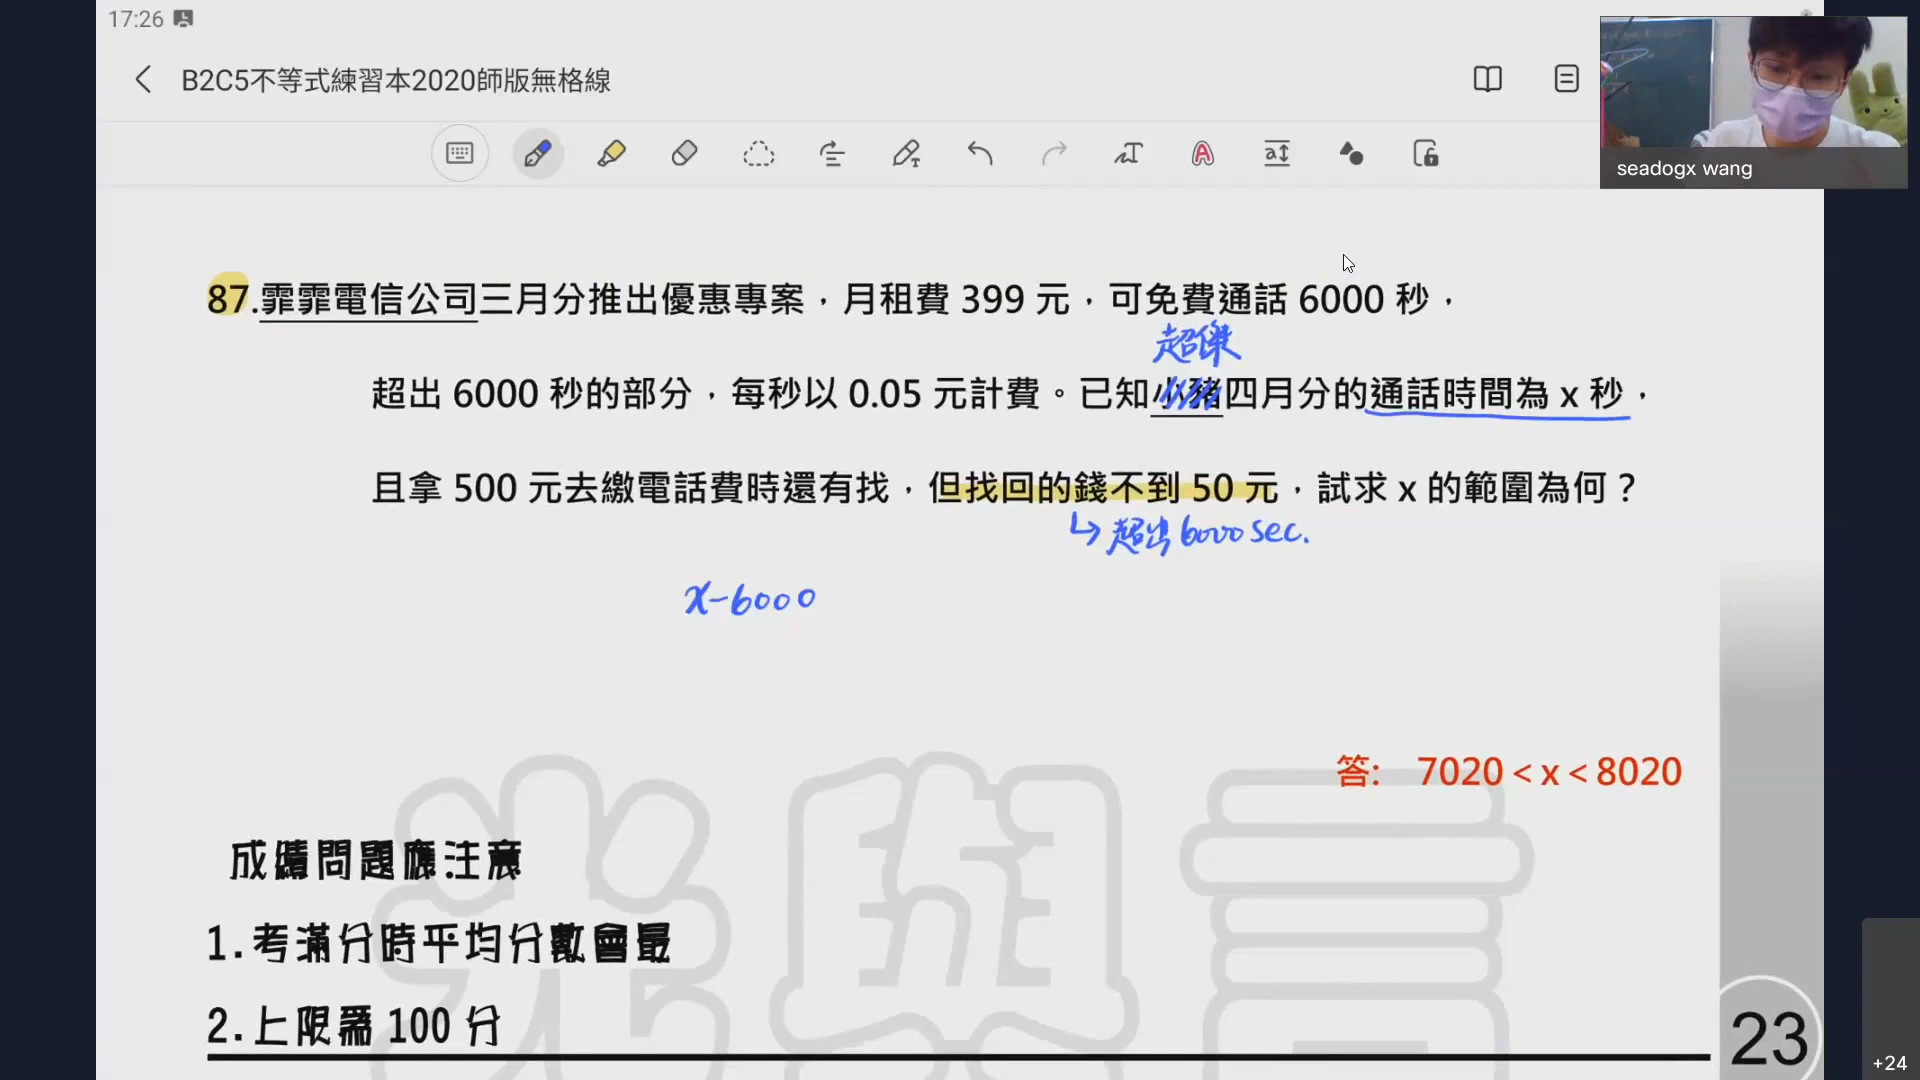 17:26
B2C5不等式練習本2020師版無格線
seadogx wang
87.霏霏電信公司三月分推出優惠專案，月租費 399 元，可免費通話 6000 秒，
超傑
超出 6000 秒的部分，每秒以 0.05 元計費。已知小豬四月分的通話時間為 x 秒，
且拿 500 元去繳電話費時還有找，但找回的錢不到 50 元，試求 x 的範圍為何？
↳超出6000 sec.
x-6000
答: 7020＜x＜8020
成績問題應注意
1.考滿分時平均分數會最
2.上限為 100 分
23
+24